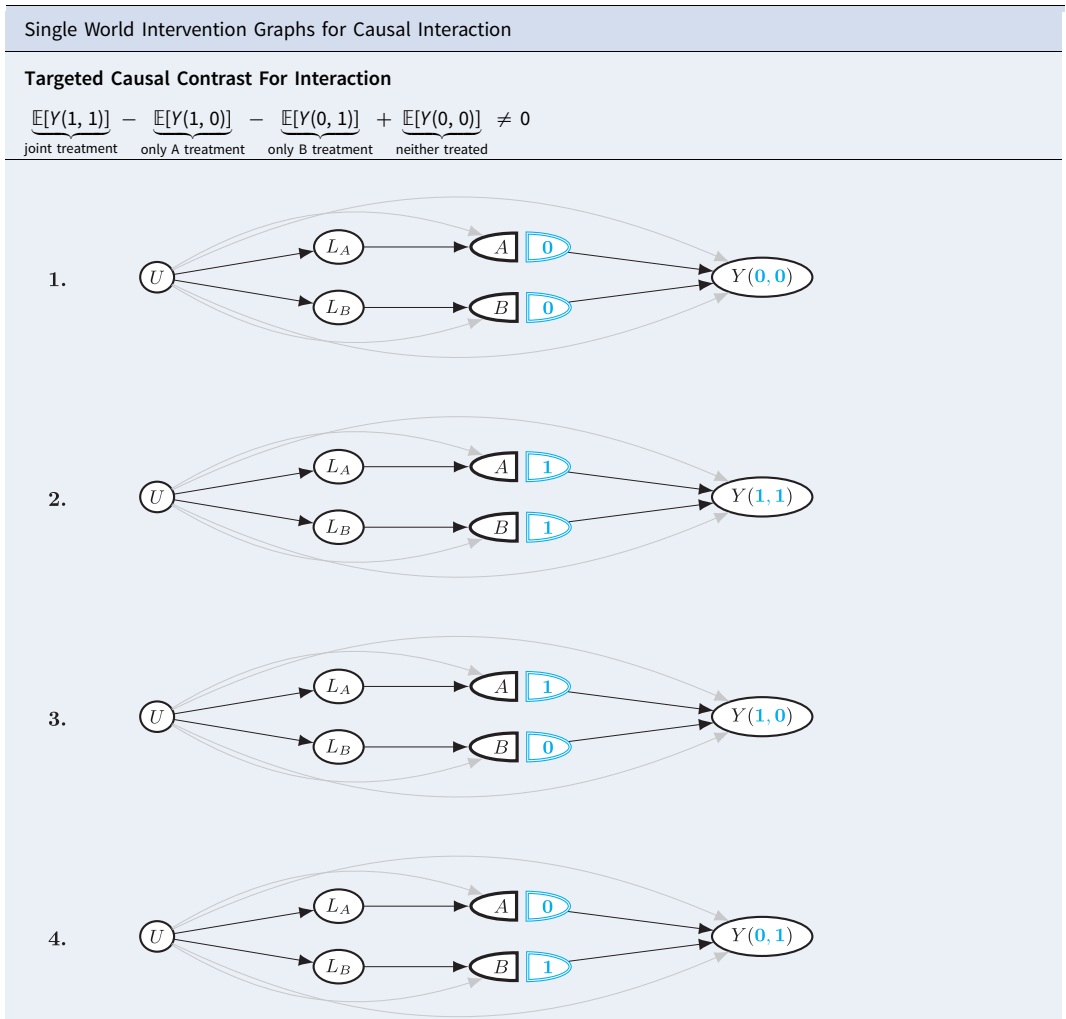 Single World Intervention Graphs for Causal Interaction
Targeted Causal Contrast For Interaction
𝔼[Y(1, 1)] − 𝔼[Y(1, 0)] − 𝔼[Y(0, 1)] + 𝔼[Y(0, 0)] ≠ 0
joint treatment only A treatment only B treatment neither treated
L_A A 0
1. U Y(0, 0)
L_B B 0
L_A A 1
2. U Y(1, 1)
L_B B 1
L_A A 1
3. U Y(1, 0)
L_B B 0
L_A A 0
4. U Y(0, 1)
L_B B 1